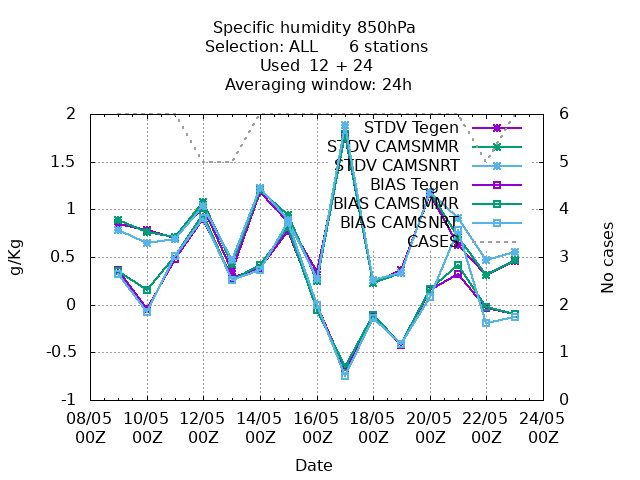 Specific humidity 850hPa
Selection: ALL 6 stations
Used 12 + 24
Averaging window: 24h
2
1.5
1
0.5
0
-0.5
-1
g/Kg
6
5
4
3
2
1
0
No cases
STDV Tegen
STDV CAMSMMR
STDV CAMSNRT
BIAS Tegen
BIAS CAMSMMR
BIAS CAMSNRT
CASES
08/05 10/05 12/05 14/05 16/05 18/05 20/05 22/05 24/05
00Z 00Z 00Z 00Z 00Z 00Z 00Z 00Z 00Z
Date